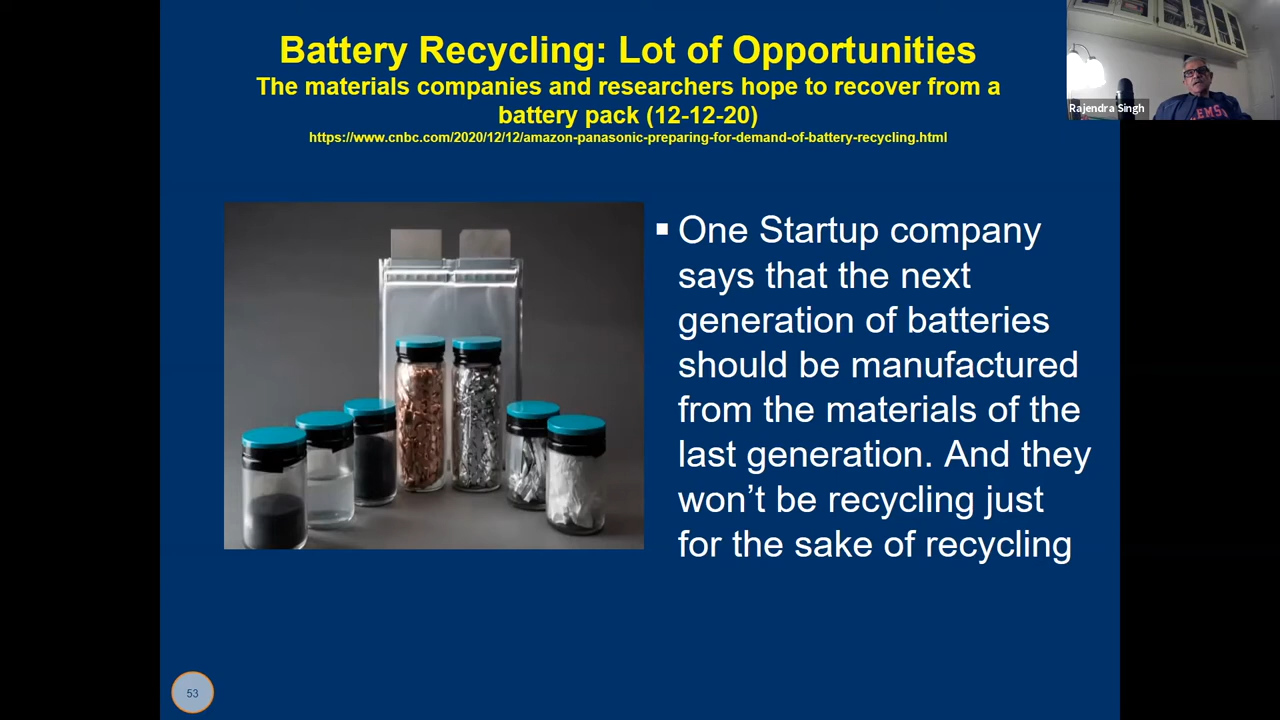 Battery Recycling: Lot of Opportunities
The materials companies and researchers hope to recover from a
battery pack (12-12-20)
https://www.cnbc.com/2020/12/12/amazon-panasonic-preparing-for-demand-of-battery-recycling.html
Rajendra Singh
▪ One Startup company
says that the next
generation of batteries
should be manufactured
from the materials of the
last generation. And they
won’t be recycling just
for the sake of recycling
53